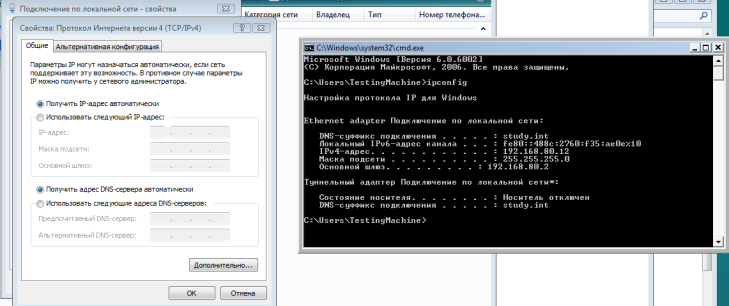 Подключение по локальной сети - свойства
Категория сети Владелец Тип Номер телефона...
Свойства: Протокол Интернета версии 4 (TCP/IPv4)
Общие Альтернативная конфигурация
Параметры IP могут назначаться автоматически, если сеть
поддерживает эту возможность. В противном случае параметры
IP можно получить у сетевого администратора.
Получить IP-адрес автоматически
Использовать следующий IP-адрес:
IP-адрес:
Маска подсети:
Основной шлюз:
Получить адрес DNS-сервера автоматически
Использовать следующие адреса DNS-серверов:
Предпочитаемый DNS-сервер:
Альтернативный DNS-сервер:
Дополнительно...
OK Отмена
C:\Windows\system32\cmd.exe
Microsoft Windows [Версия 6.0.6002]
(C) Корпорация Майкрософт, 2006. Все права защищены.
C:\Users\TestingMachine>ipconfig
Настройка протокола IP для Windows
Ethernet adapter Подключение по локальной сети:
DNS-суффикс подключения . . . . . : study.int
Локальный IPv6-адрес канала . . . : fe80::488c:2760:f35:ae0e%10
IPv4-адрес. . . . . . . . . . . . : 192.168.80.12
Маска подсети . . . . . . . . . . : 255.255.255.0
Основной шлюз. . . . . . . . . : 192.168.80.2
Туннельный адаптер Подключение по локальной сети*:
Состояние носителя. . . . . . . . : Носитель отключен
DNS-суффикс подключения . . . . . : study.int
C:\Users\TestingMachine>